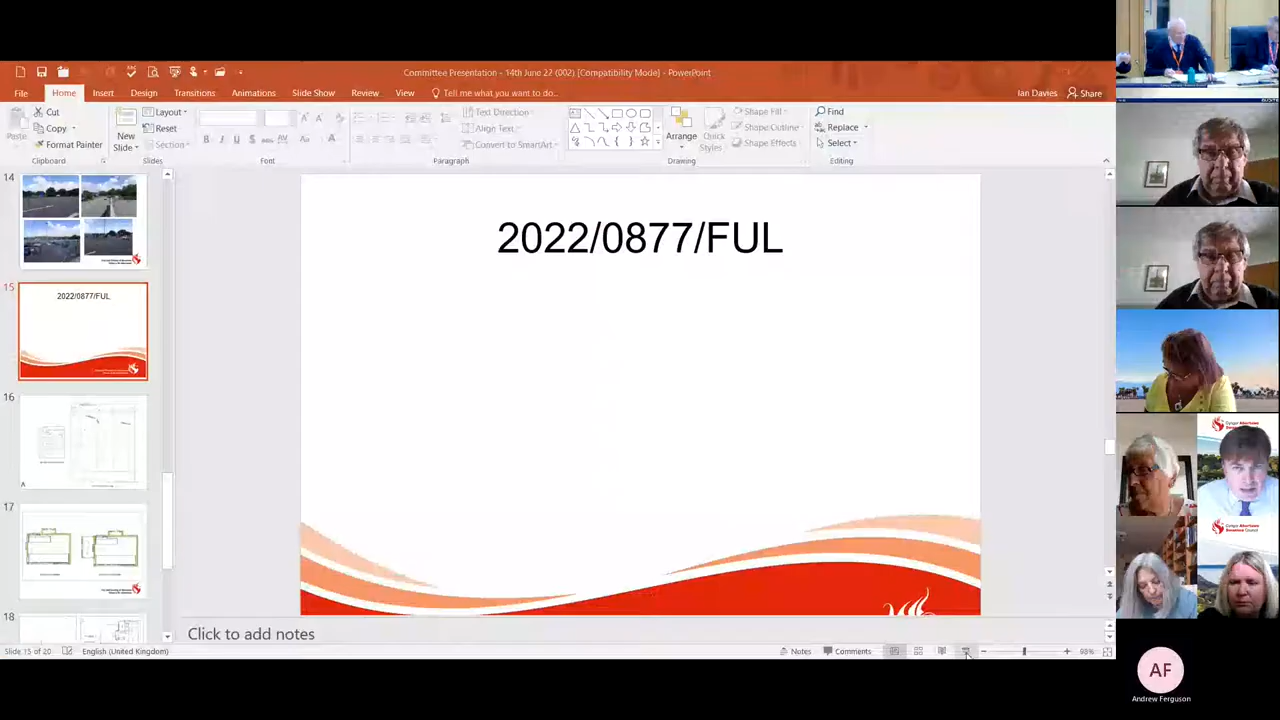 Committee Presentation - 14th June 22 (002) [Compatibility Mode] - PowerPoint
File Home Insert Design Transitions Animations Slide Show Review View Tell me what you want to do... Ian Davies Share
Cut
Copy
Format Painter
Paste
Clipboard
New
Slide
Layout
Reset
Section
Slides
Font
Text Direction
Align Text
Convert to SmartArt
Paragraph
Arrange
Quick
Styles
Shape Fill
Shape Outline
Shape Effects
Drawing
Find
Replace
Select
Editing
14
15
2022/0877/FUL
16
17
18
2022/0877/FUL
Click to add notes
Slide 15 of 20 English (United Kingdom) Notes Comments 98%
AF
Andrew Ferguson